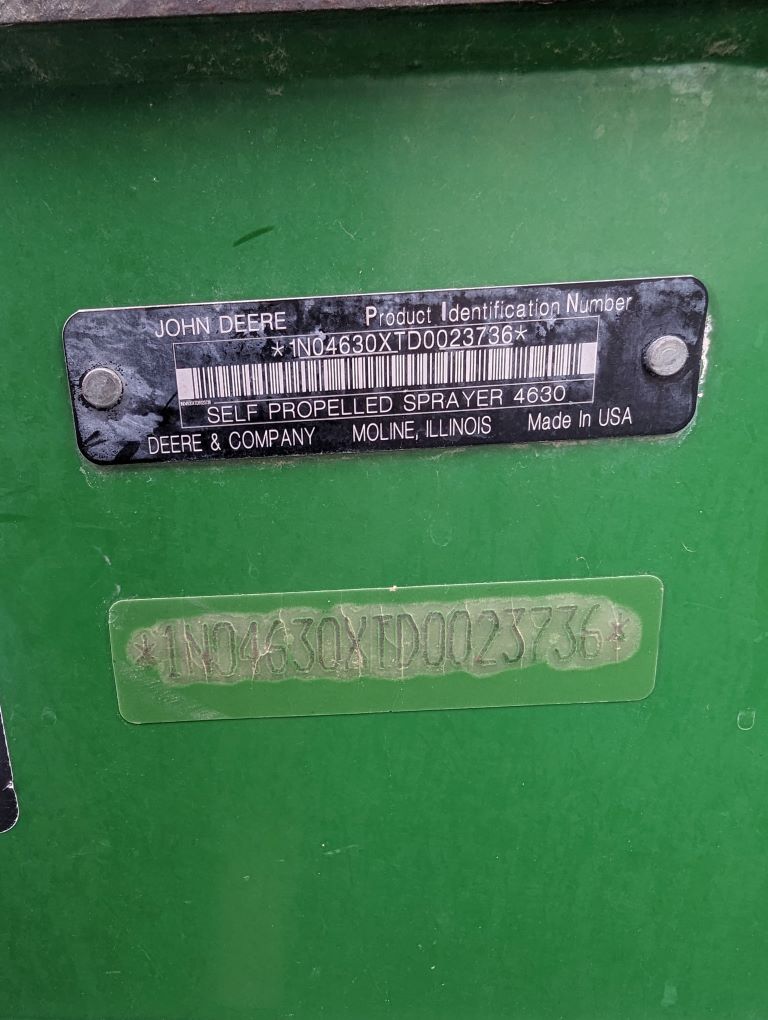 JOHN DEERE Product Identification Number
*1N04630XTD0023736*
SELF PROPELLED SPRAYER 4630
DEERE & COMPANY MOLINE, ILLINOIS Made In USA
*1N04630XTD0023736*